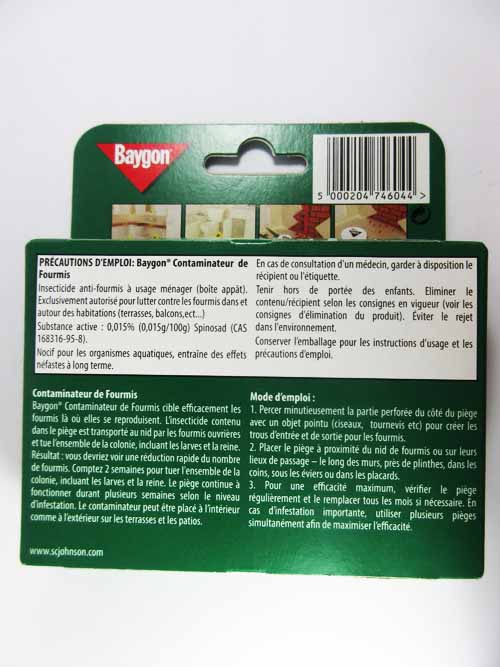 Baygon®
5 000204 746044 >
PRÉCAUTIONS D'EMPLOI: Baygon® Contaminateur de
Fourmis
Insecticide anti-fourmis à usage ménager (boite appât).
Exclusivement autorisé pour lutter contre les fourmis dans et
autour des habitations (terrasses, balcons,ect...)
Substance active : 0,015% (0,015g/100g) Spinosad (CAS
168316-95-8).
Nocif pour les organismes aquatiques, entraîne des effets
néfastes à long terme.
En cas de consultation d'un médecin, garder à disposition le
récipient ou l'étiquette.
Tenir hors de portée des enfants. Eliminer le
contenu/récipient selon les consignes en vigueur (voir les
consignes d'élimination du produit). Éviter le rejet
dans l'environnement.
Conserver l'emballage pour les instructions d'usage et les
précautions d'emploi.
Contaminateur de Fourmis
Baygon® Contaminateur de Fourmis cible efficacement les
fourmis là où elles se reproduisent. L'insecticide contenu
dans le piège est transporté au nid par les fourmis ouvrières
et tue l'ensemble de la colonie, incluant les larves et la reine.
Résultat : vous devriez voir une réduction rapide du nombre
de fourmis. Comptez 2 semaines pour tuer l'ensemble de la
colonie, incluant les larves et la reine. Le piège continue à
fonctionner durant plusieurs semaines selon le niveau
d'infestation. Le contaminateur peut être placé à l'intérieur
comme à l'extérieur sur les terrasses et les patios.
www.scjohnson.com
Mode d'emploi :
1. Percer minutieusement la partie perforée du côté du piège
avec un objet pointu (ciseaux, tournevis etc) pour créer les
trous d'entrée et de sortie pour les fourmis.
2. Placer le piège à proximité du nid de fourmis ou sur leurs
lieux de passage – le long des murs, près de plinthes, dans les
coins, sous les éviers ou dans les placards.
3. Pour une efficacité maximum, vérifier le piège
régulièrement et le remplacer tous les mois si nécessaire. En
cas d'infestation importante, utiliser plusieurs pièges
simultanément afin de maximiser l'efficacité.